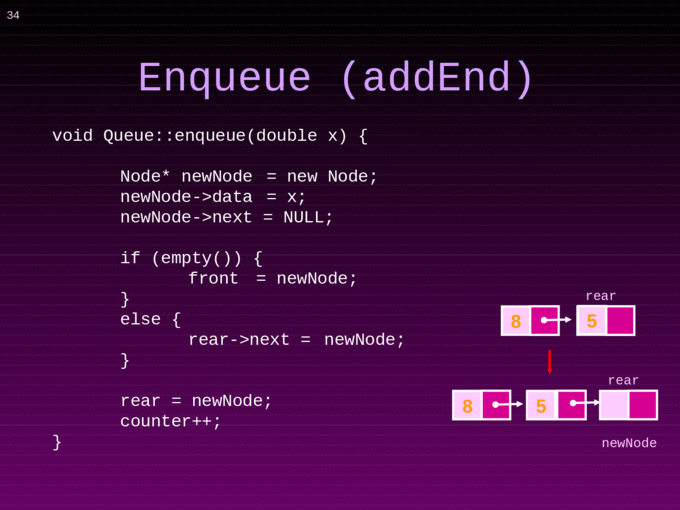 34
Enqueue (addEnd)
void Queue::enqueue(double x) {
Node* newNode = new Node;
newNode->data = x;
newNode->next = NULL;
if (empty()) {
front = newNode;
}
else {
rear->next = newNode;
}
rear = newNode;
counter++;
}
rear
8 5
rear
8 5
newNode